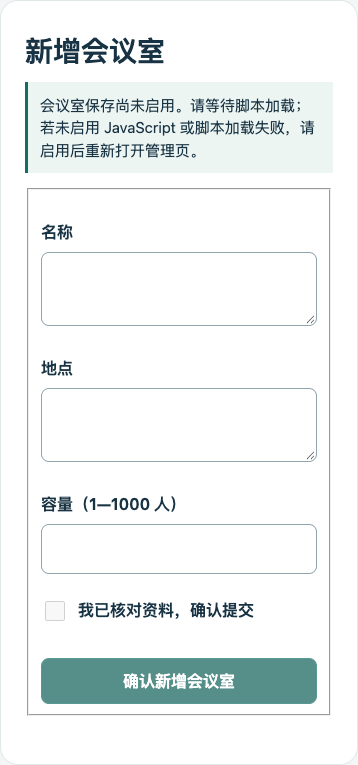 新增会议室
会议室保存尚未启用。请等待脚本加载；
若未启用 JavaScript 或脚本加载失败，请
启用后重新打开管理页。
名称
地点
容量（1—1000 人）
我已核对资料，确认提交
确认新增会议室